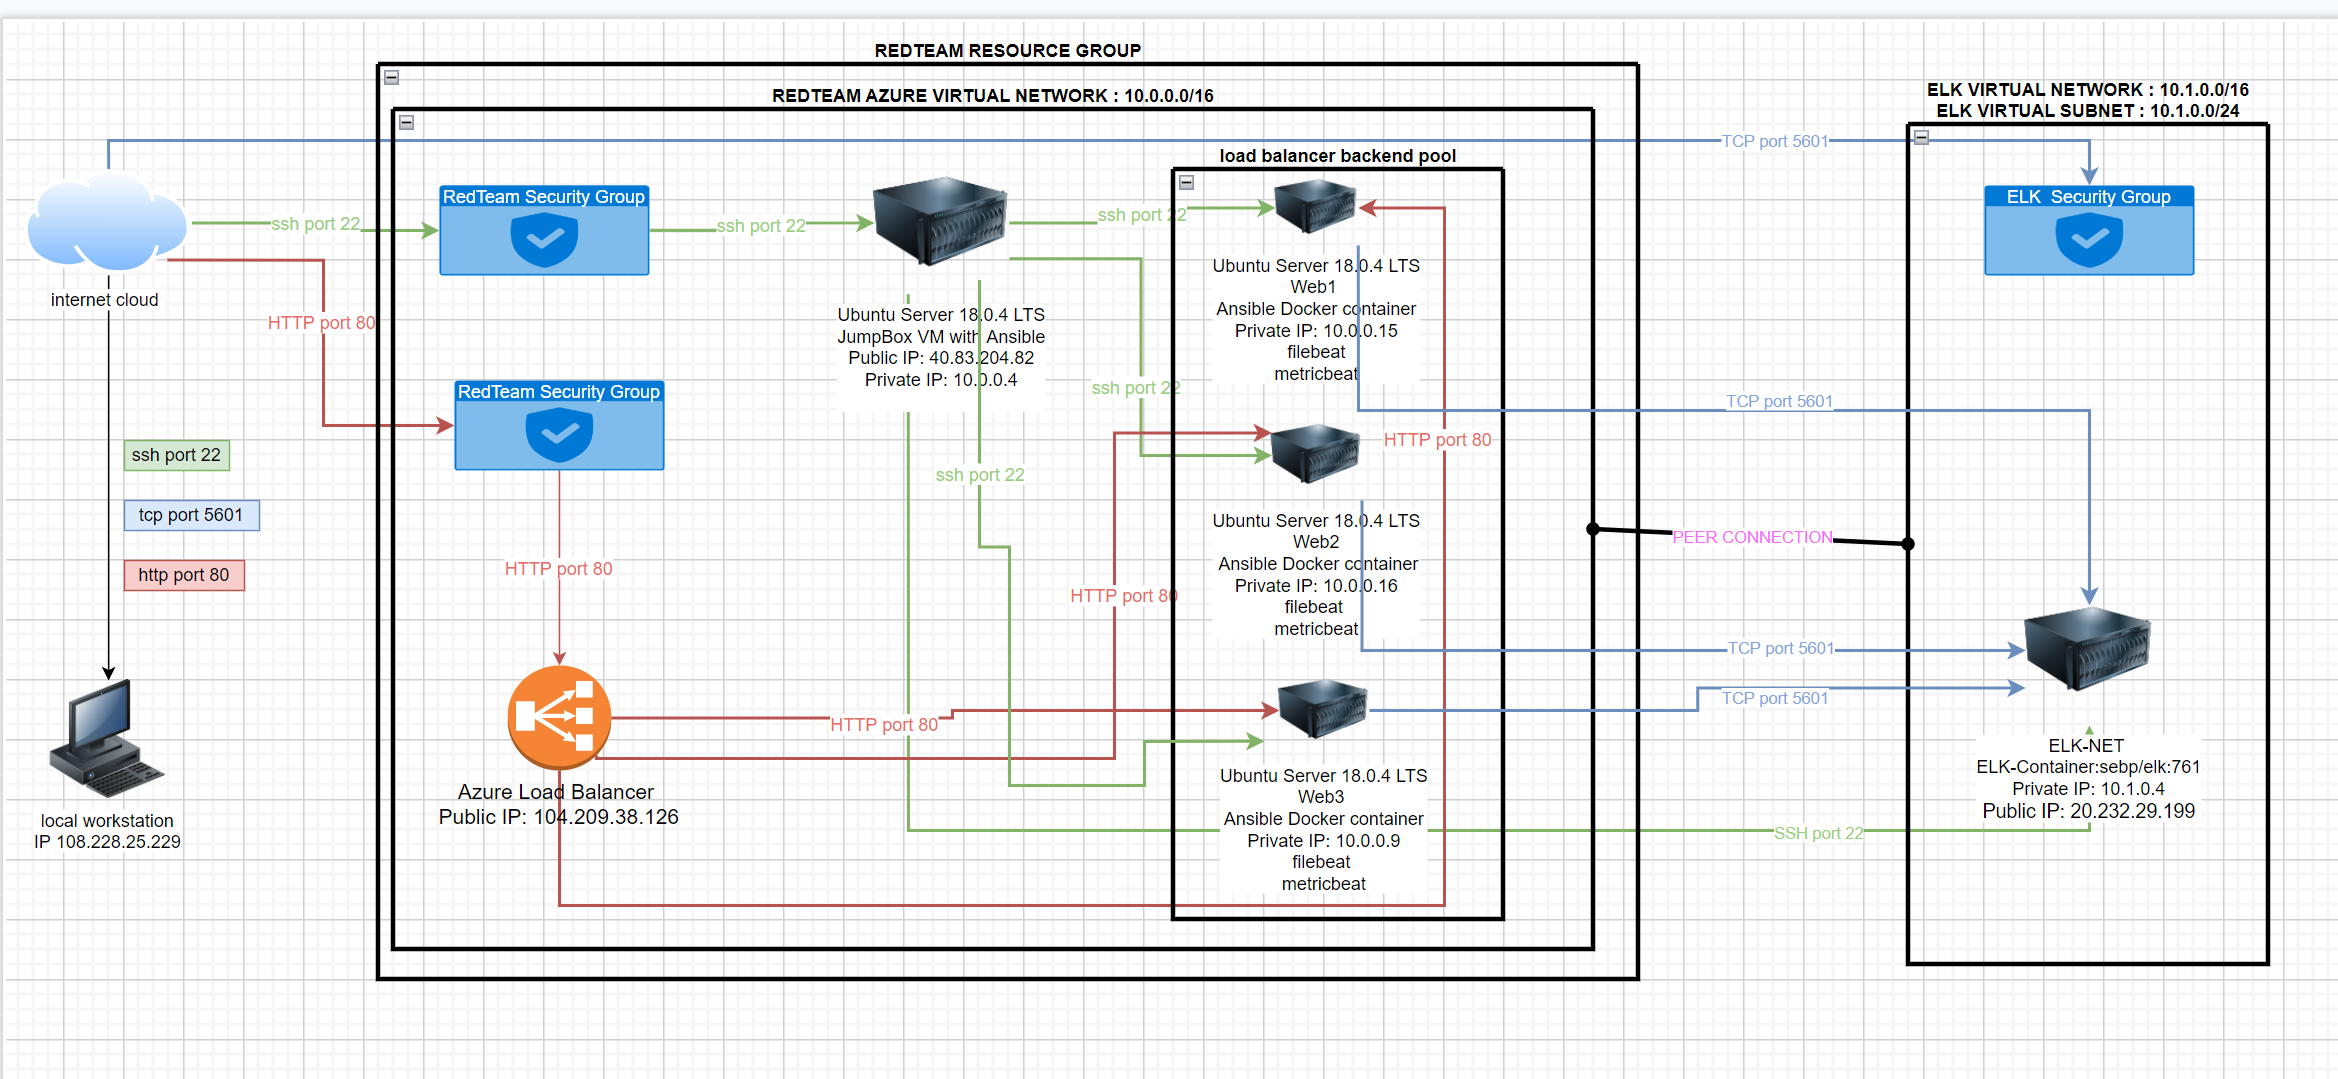 REDTEAM RESOURCE GROUP
REDTEAM AZURE VIRTUAL NETWORK : 10.0.0.0/16
ELK VIRTUAL NETWORK : 10.1.0.0/16
ELK VIRTUAL SUBNET : 10.1.0.0/24
TCP port 5601
load balancer backend pool
RedTeam Security Group
ELK  Security Group
ssh port 22
ssh port 22
ssh port 22
internet cloud
HTTP port 80
Ubuntu Server 18.0.4 LTS
JumpBox VM with Ansible
Public IP: 40.83.204.82
Private IP: 10.0.0.4
Ubuntu Server 18.0.4 LTS
Web1
Ansible Docker container
Private IP: 10.0.0.15
filebeat
metricbeat
ssh port 22
RedTeam Security Group
TCP port 5601
HTTP port 80
ssh port 22
ssh port 22
tcp port 5601
http port 80
HTTP port 80
HTTP port 80
Ubuntu Server 18.0.4 LTS
Web2
Ansible Docker container
Private IP: 10.0.0.16
filebeat
metricbeat
PEER CONNECTION
TCP port 5601
TCP port 5601
HTTP port 80
Azure Load Balancer
Public IP: 104.209.38.126
local workstation
IP 108.228.25.229
Ubuntu Server 18.0.4 LTS
Web3
Ansible Docker container
Private IP: 10.0.0.9
filebeat
metricbeat
SSH port 22
ELK-NET
ELK-Container:sebp/elk:761
Private IP: 10.1.0.4
Public IP: 20.232.29.199